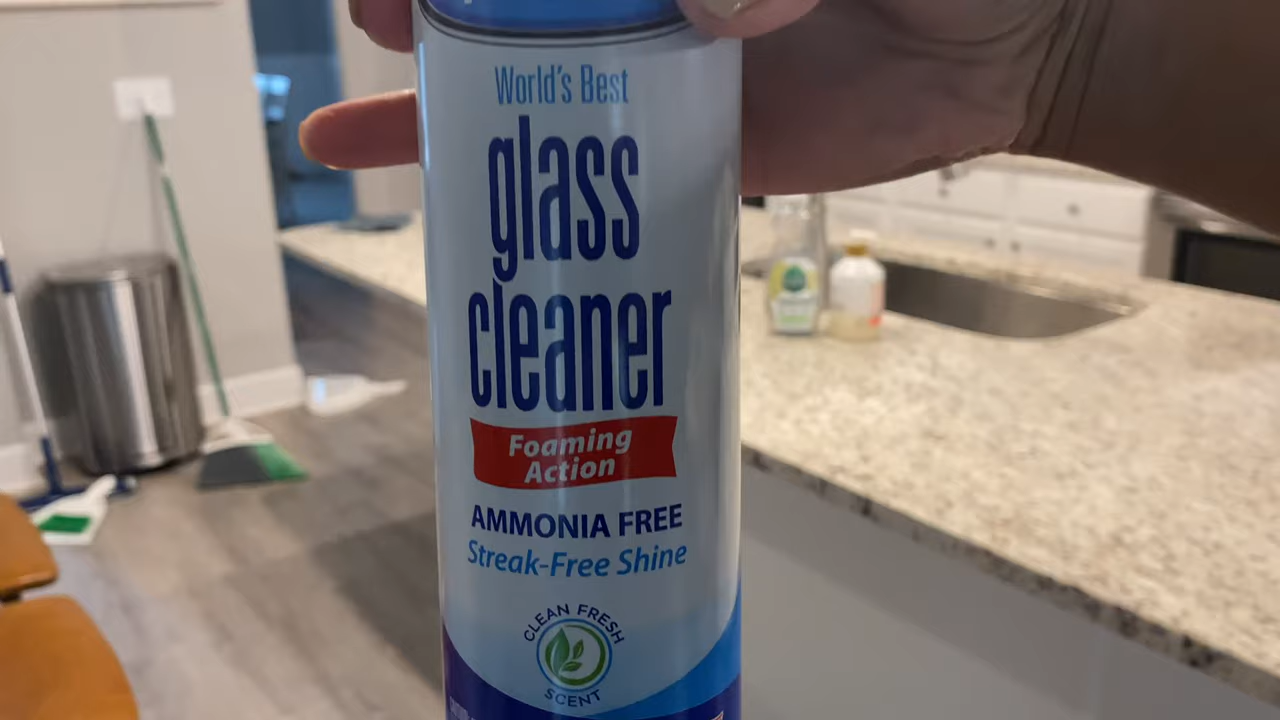 World's Best
glass
cleaner
Foaming
Action
AMMONIA FREE
Streak-Free Shine
CLEAN FRESH
SCENT